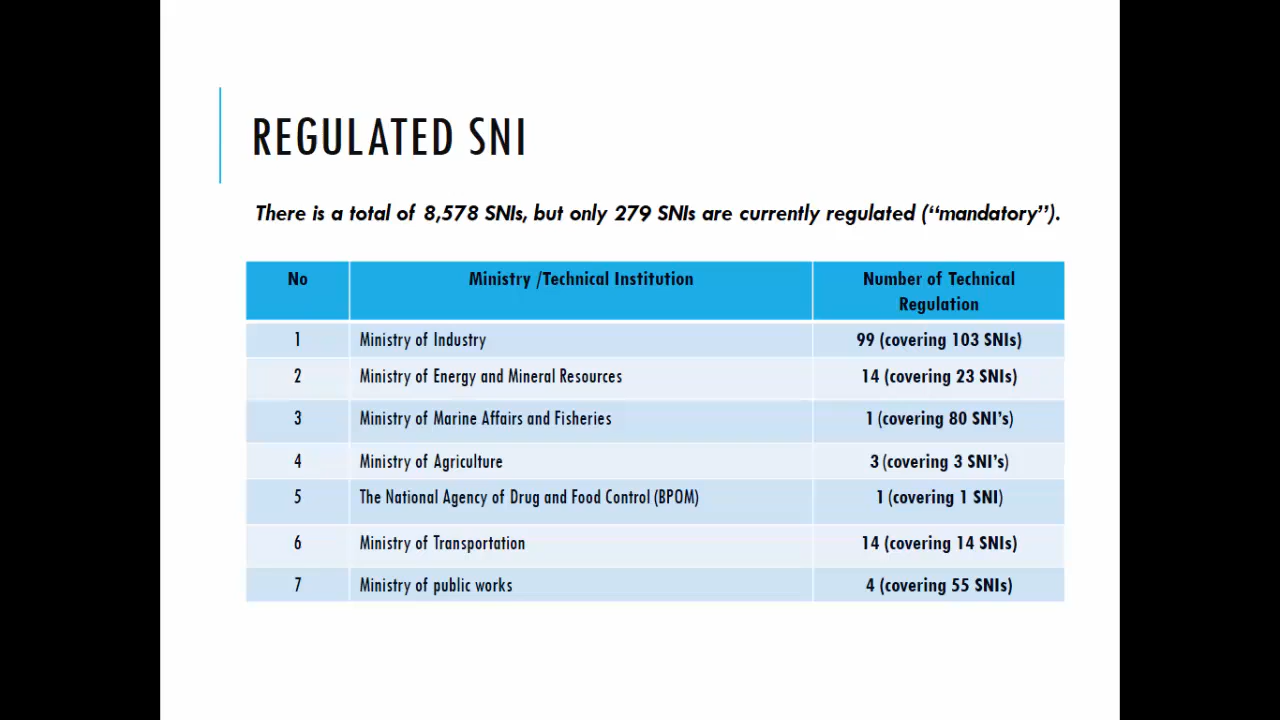 REGULATED SNI
There is a total of 8,578 SNIs, but only 279 SNIs are currently regulated (“mandatory”).
No Ministry /Technical Institution Number of Technical Regulation
1 Ministry of Industry 99 (covering 103 SNIs)
2 Ministry of Energy and Mineral Resources 14 (covering 23 SNIs)
3 Ministry of Marine Affairs and Fisheries 1 (covering 80 SNI’s)
4 Ministry of Agriculture 3 (covering 3 SNI’s)
5 The National Agency of Drug and Food Control (BPOM) 1 (covering 1 SNI)
6 Ministry of Transportation 14 (covering 14 SNIs)
7 Ministry of public works 4 (covering 55 SNIs)